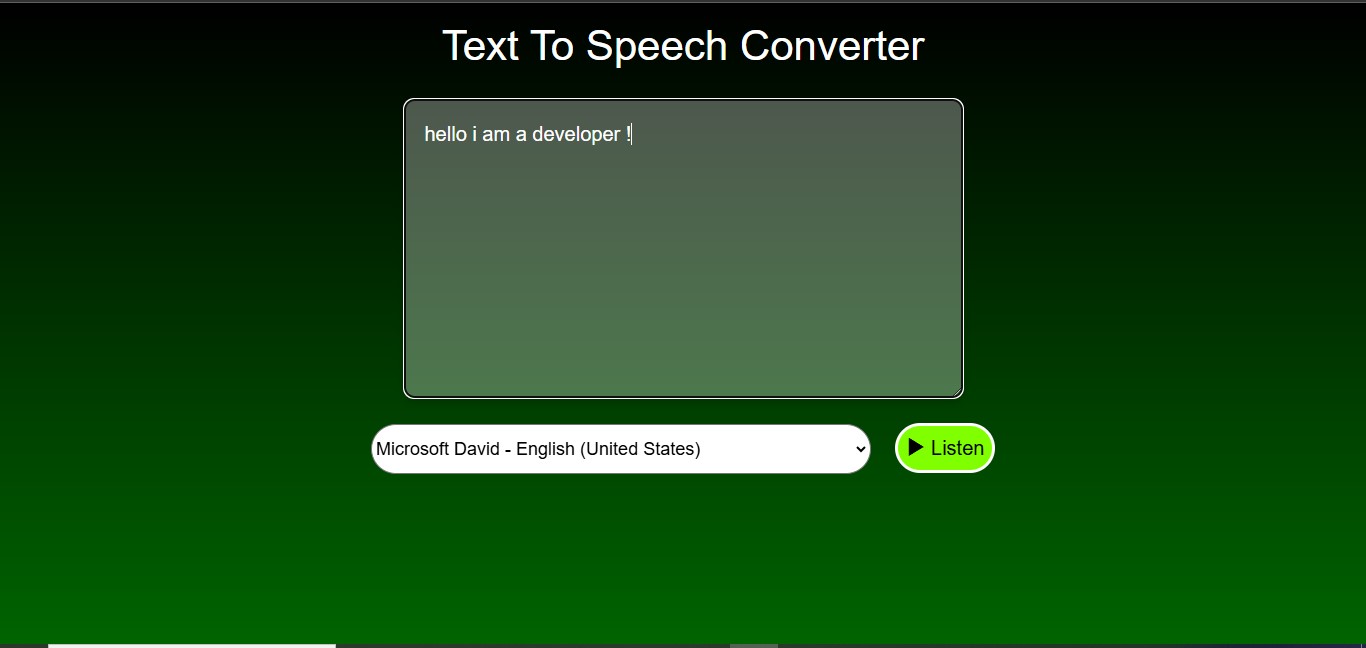 Text To Speech Converter
hello i am a developer !
Microsoft David - English (United States)
Listen